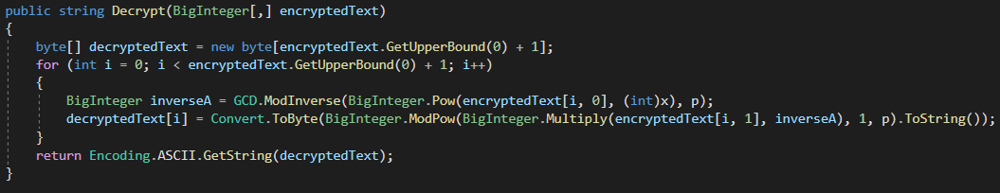 public string Decrypt(BigInteger[,] encryptedText)
{
byte[] decryptedText = new byte[encryptedText.GetUpperBound(0) + 1];
for (int i = 0; i < encryptedText.GetUpperBound(0) + 1; i++)
{
BigInteger inverseA = GCD.ModInverse(BigInteger.Pow(encryptedText[i, 0], (int)x), p);
decryptedText[i] = Convert.ToByte(BigInteger.ModPow(BigInteger.Multiply(encryptedText[i, 1], inverseA), 1, p).ToString());
}
return Encoding.ASCII.GetString(decryptedText);
}